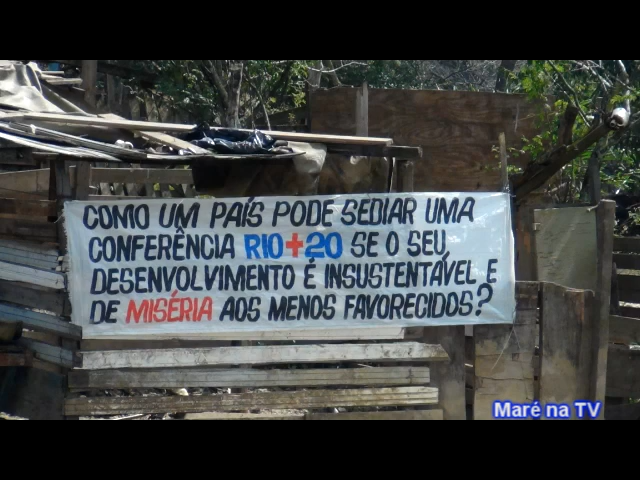 COMO UM PAÍS PODE SEDIAR UMA
CONFERÊNCIA RIO+20 SE O SEU
DESENVOLVIMENTO É INSUSTENTÁVEL E
DE MISÉRIA AOS MENOS FAVORECIDOS?
Maré na TV